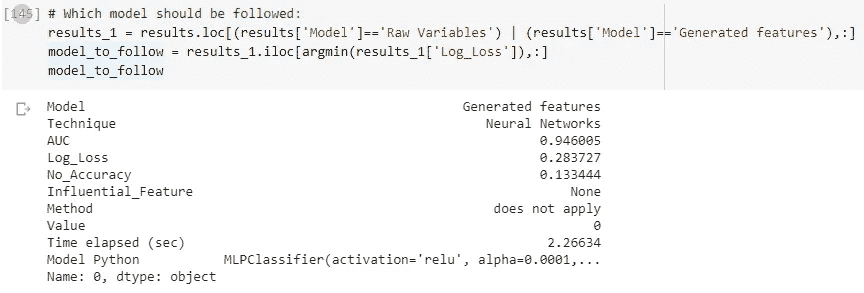 [145] # Which model should be followed:
results_1 = results.loc[(results['Model']=='Raw Variables') | (results['Model']=='Generated features'),:]
model_to_follow = results_1.iloc[argmin(results_1['Log_Loss']),:]
model_to_follow
Model Generated features
Technique Neural Networks
AUC 0.946005
Log_Loss 0.283727
No_Accuracy 0.133444
Influential_Feature None
Method does not apply
Value 0
Time elapsed (sec) 2.26634
Model Python MLPClassifier(activation='relu', alpha=0.0001,...
Name: 0, dtype: object